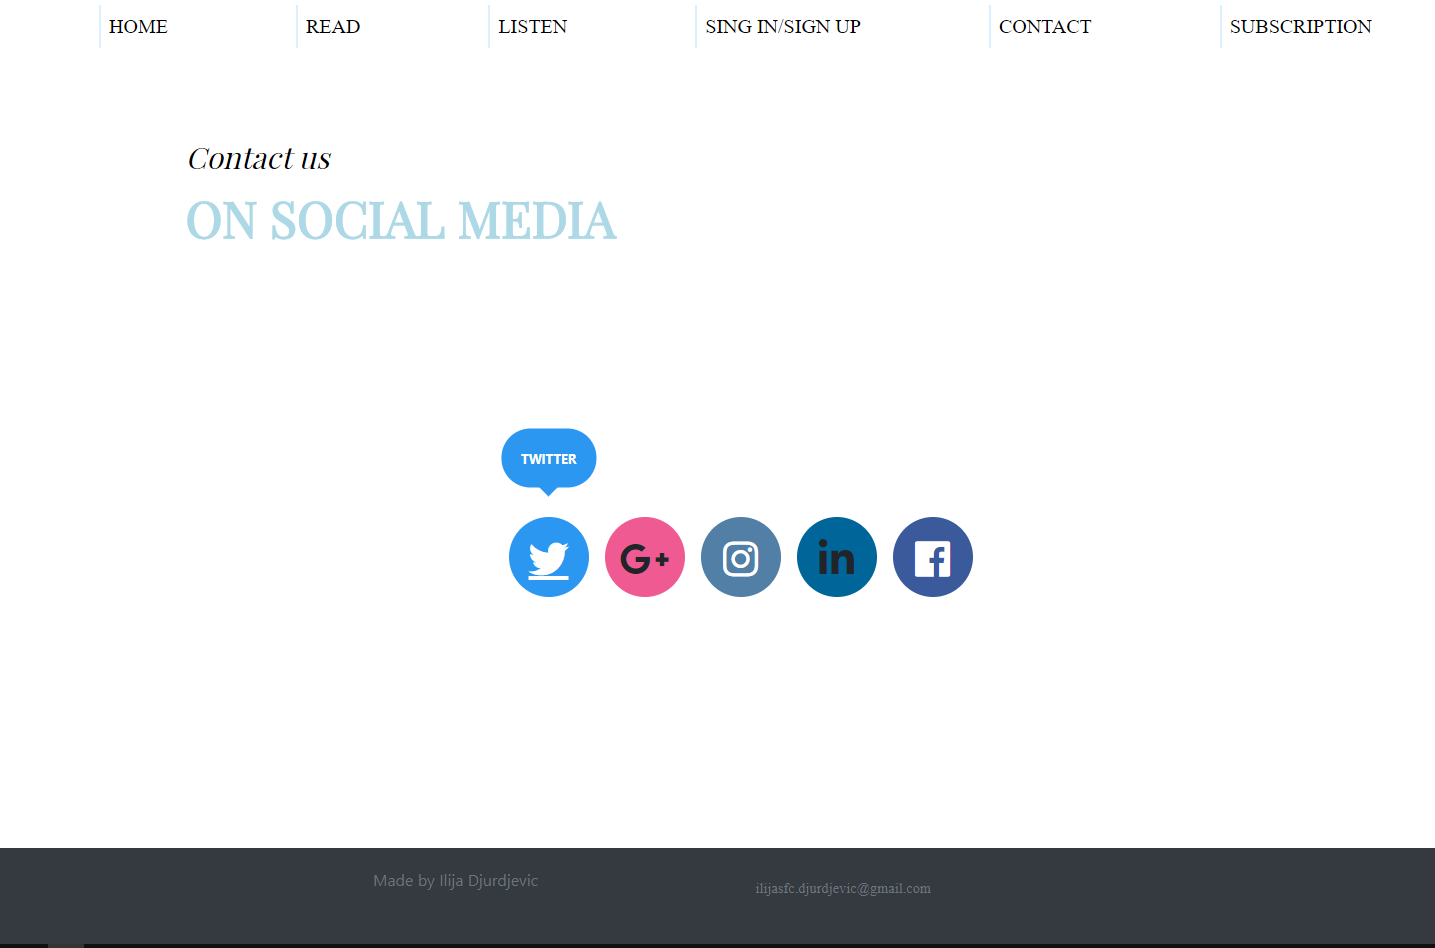 HOME
READ
LISTEN
SING IN/SIGN UP
CONTACT
SUBSCRIPTION
Contact us
ON SOCIAL MEDIA
TWITTER
G+
in
f
Made by Ilija Djurdjevic
ilijasfc.djurdjevic@gmail.com